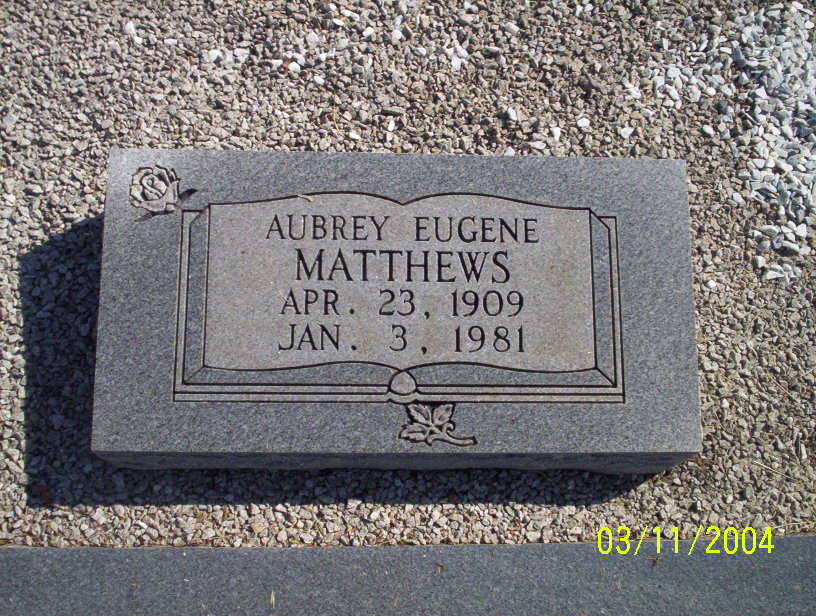 AUBREY EUGENE
MATTHEWS
APR. 23, 1909
JAN. 3, 1981
03/11/2004